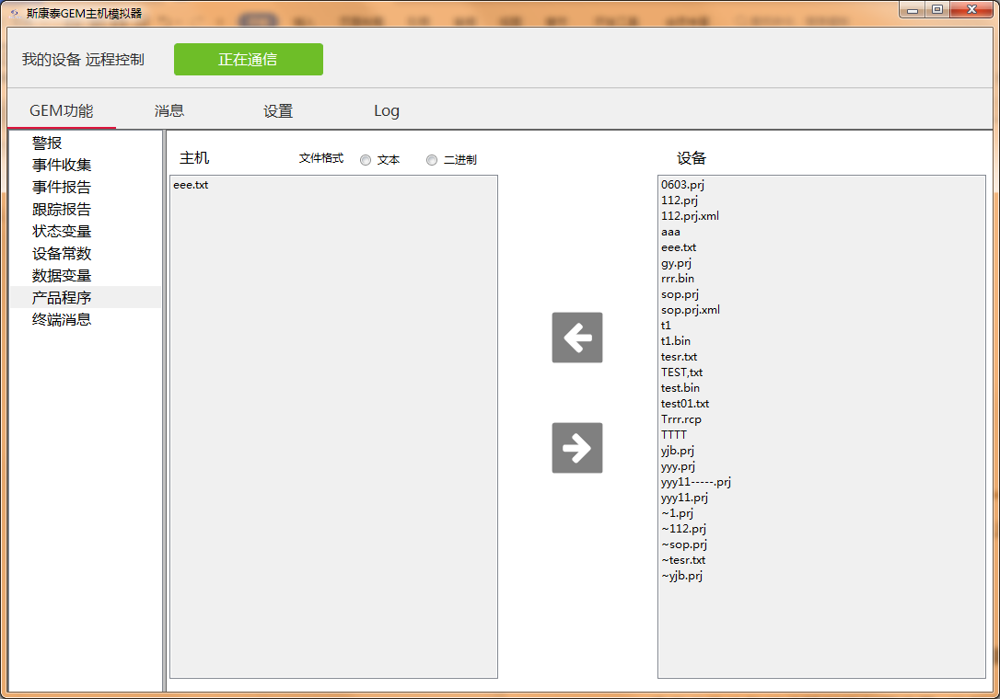 斯康泰GEM主机模拟器
我的设备 远程控制
正在通信
GEM功能 消息 设置 Log
警报
事件收集
事件报告
跟踪报告
状态变量
设备常数
数据变量
产品程序
终端消息
主机 文件格式 文本 二进制
eee.txt
设备
0603.prj
112.prj
112.prj.xml
aaa
eee.txt
gy.prj
rrr.bin
sop.prj
sop.prj.xml
t1
t1.bin
tesr.txt
TEST,txt
test.bin
test01.txt
Trrr.rcp
TTTT
yjb.prj
yyy.prj
yyy11-----.prj
yyy11.prj
~1.prj
~112.prj
~sop.prj
~tesr.txt
~yjb.prj